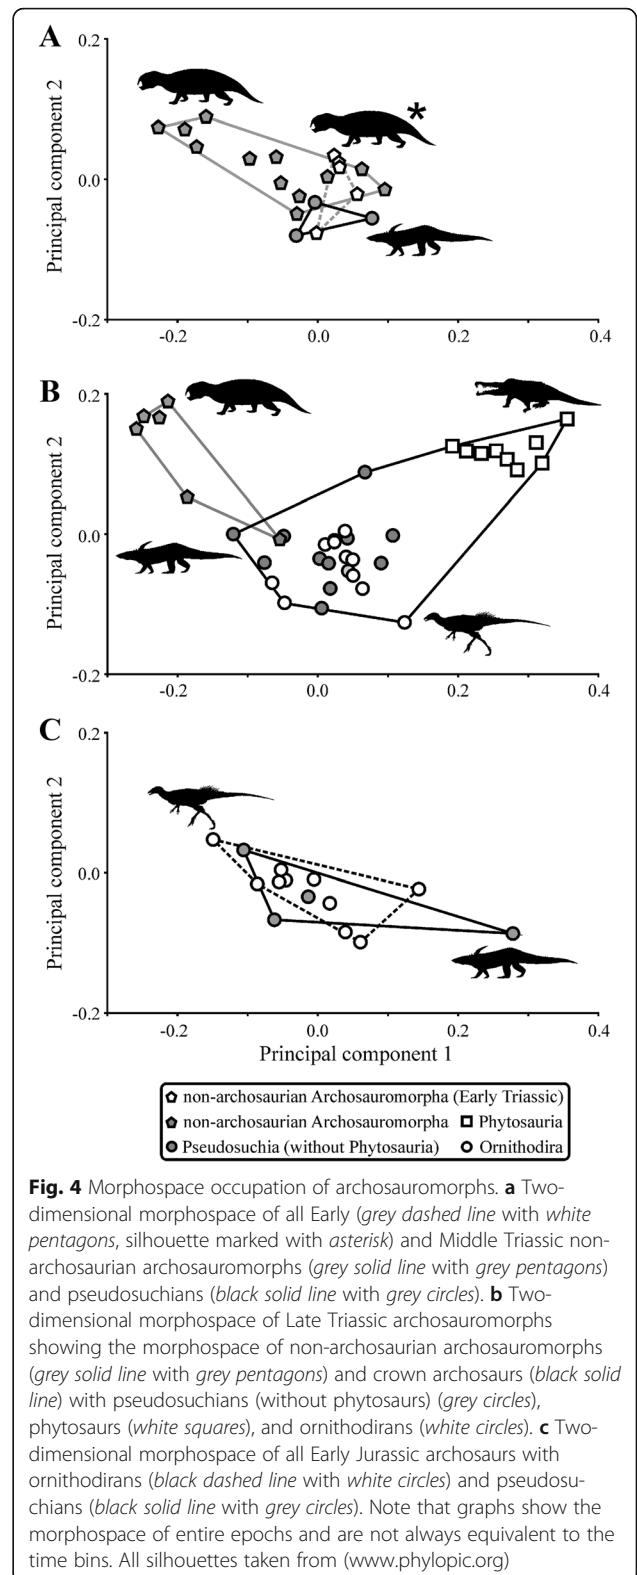 A
0.2
Principal component 2
*
0.0
-0.2
-0.2 0.0 0.2 0.4
B
0.2
Principal component 2
0.0
-0.2
-0.2 0.0 0.2 0.4
C
0.2
Principal component 2
0.0
-0.2
-0.2 0.0 0.2 0.4
Principal component 1
non-archosaurian Archosauromorpha (Early Triassic)
non-archosaurian Archosauromorpha Phytosauria
Pseudosuchia (without Phytosauria) Ornithodira
Fig. 4 Morphospace occupation of archosauromorphs. a Two-
dimensional morphospace of all Early (grey dashed line with white
pentagons, silhouette marked with asterisk) and Middle Triassic non-
archosaurian archosauromorphs (grey solid line with grey pentagons)
and pseudosuchians (black solid line with grey circles). b Two-
dimensional morphospace of Late Triassic archosauromorphs
showing the morphospace of non-archosaurian archosauromorphs
(grey solid line with grey pentagons) and crown archosaurs (black solid
line) with pseudosuchians (without phytosaurs) (grey circles),
phytosaurs (white squares), and ornithodirans (white circles). c Two-
dimensional morphospace of all Early Jurassic archosaurs with
ornithodirans (black dashed line with white circles) and pseudosu-
chians (black solid line with grey circles). Note that graphs show the
morphospace of entire epochs and are not always equivalent to the
time bins. All silhouettes taken from (www.phylopic.org)